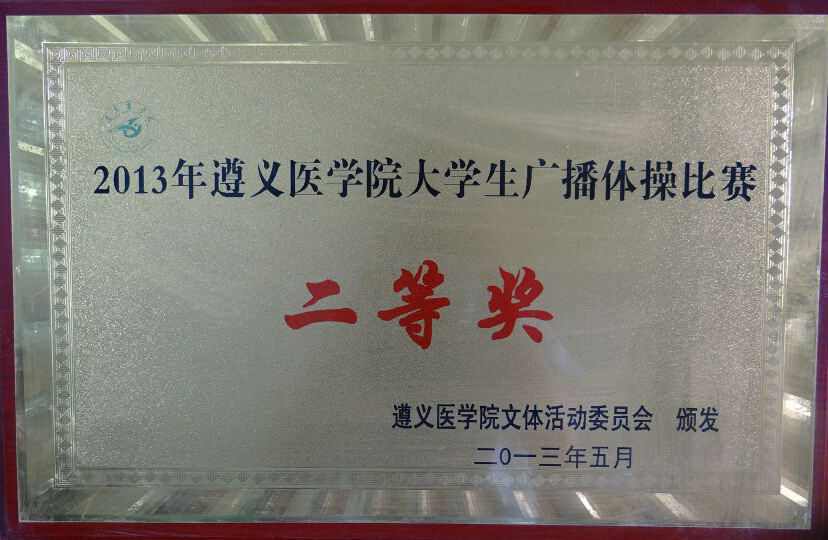 2013年遵义医学院大学生广播体操比赛
二等奖
遵义医学院文体活动委员会 颁发
二0一三年五月